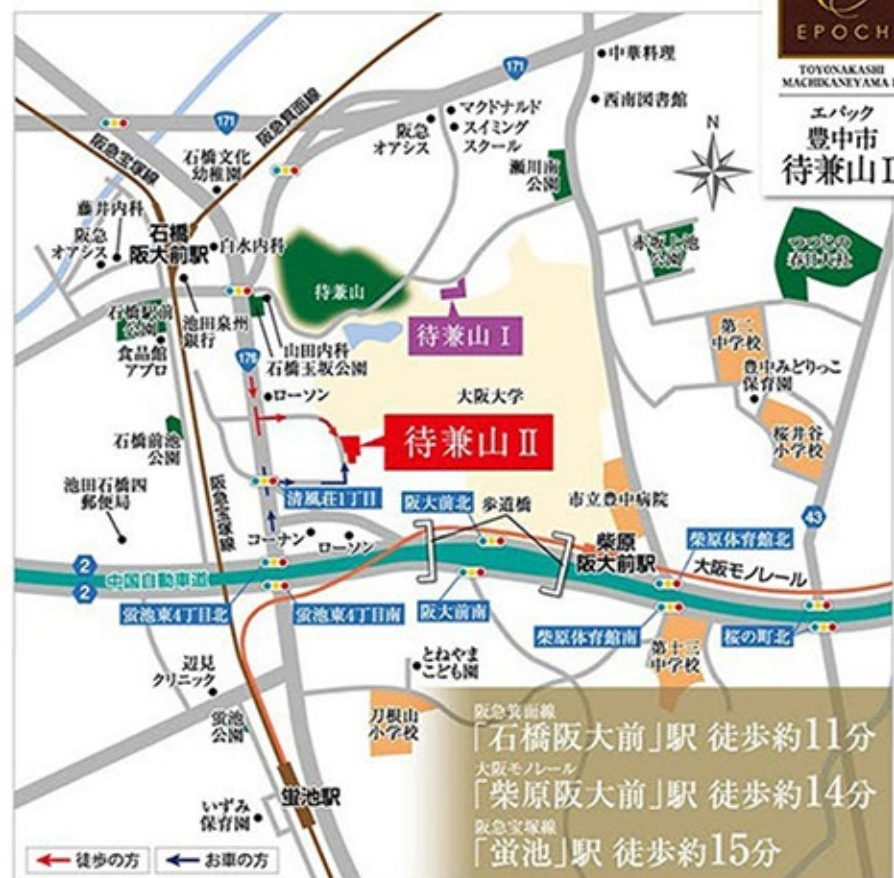 EPOCH
TOYONAKASHI
MACHIKANEYAMA
エパック
豊中市
待兼山
N
171
中華料理
西南図書館
マクドナルド
スイミング
スクール
阪急
オアシス
瀬川南
公園
171
阪急箕面線
阪急宝塚線
石橋文化
幼稚園
藤井内科
阪急
オアシス
石橋
阪大前駅
白水内科
待兼山
赤坂上池
公園
つつじの
春日大社
石橋駅前
公園
池田泉州
銀行
食品館
アプロ
山田内科
石橋玉坂公園
176
待兼山 I
第二
中学校
豊中みどりっこ
保育園
ローソン
大阪大学
待兼山 II
桜井谷
小学校
石橋前池
公園
池田石橋四
郵便局
阪急宝塚線
清風荘1丁目
阪大前北
歩道橋
市立豊中病院
43
コーナン
ローソン
柴原
阪大前駅
柴原体育館北
大阪モノレール
2
2
中国自動車道
蛍池東4丁目北
蛍池東4丁目南
阪大前南
柴原体育館南
桜の町北
第十三
中学校
辺見
クリニック
とねやま
こども園
蛍池
公園
刀根山
小学校
蛍池駅
いずみ
保育園
阪急箕面線
「石橋阪大前」駅 徒歩約11分
大阪モノレール
「柴原阪大前」駅 徒歩約14分
阪急宝塚線
「蛍池」駅 徒歩約15分
徒歩の方
お車の方